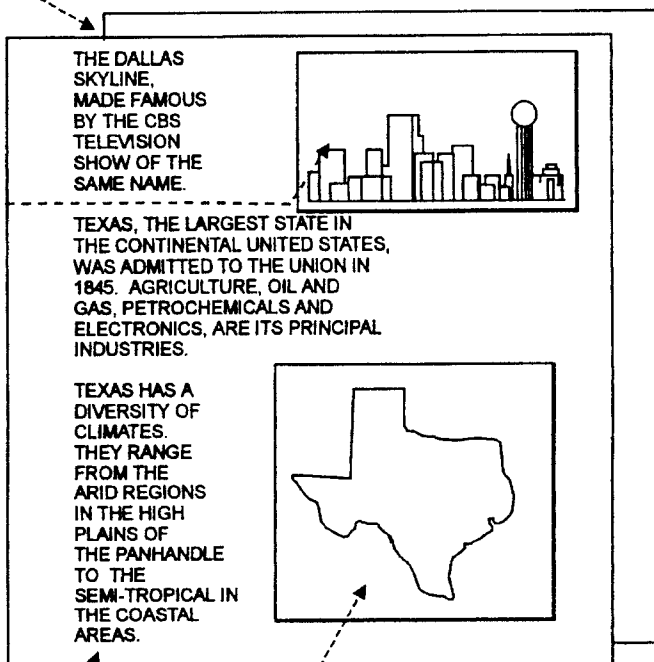 THE DALLAS
SKYLINE,
MADE FAMOUS
BY THE CBS
TELEVISION
SHOW OF THE
SAME NAME.
TEXAS, THE LARGEST STATE IN
THE CONTINENTAL UNITED STATES,
WAS ADMITTED TO THE UNION IN
1845. AGRICULTURE, OIL AND
GAS, PETROCHEMICALS AND
ELECTRONICS, ARE ITS PRINCIPAL
INDUSTRIES.
TEXAS HAS A
DIVERSITY OF
CLIMATES.
THEY RANGE
FROM THE
ARID REGIONS
IN THE HIGH
PLAINS OF
THE PANHANDLE
TO THE
SEMI-TROPICAL IN
THE COASTAL
AREAS.